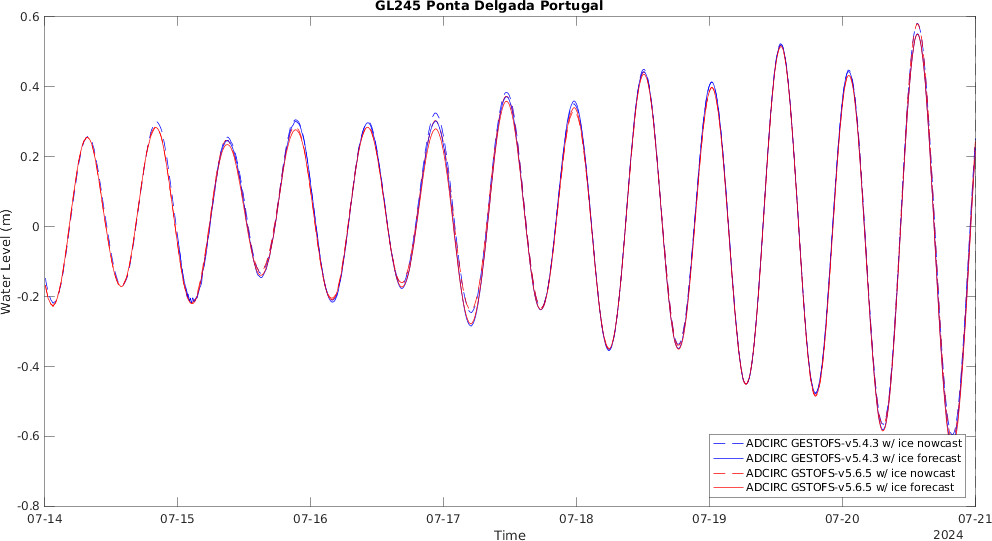 GL245 Ponta Delgada Portugal
0.6
0.4
0.2
0
-0.2
-0.4
-0.6
-0.8
Water Level (m)
ADCIRC GESTOFS-v5.4.3 w/ ice nowcast
ADCIRC GESTOFS-v5.4.3 w/ ice forecast
ADCIRC GSTOFS-v5.6.5 w/ ice nowcast
ADCIRC GSTOFS-v5.6.5 w/ ice forecast
07-14 07-15 07-16 07-17 07-18 07-19 07-20 07-21
Time
2024